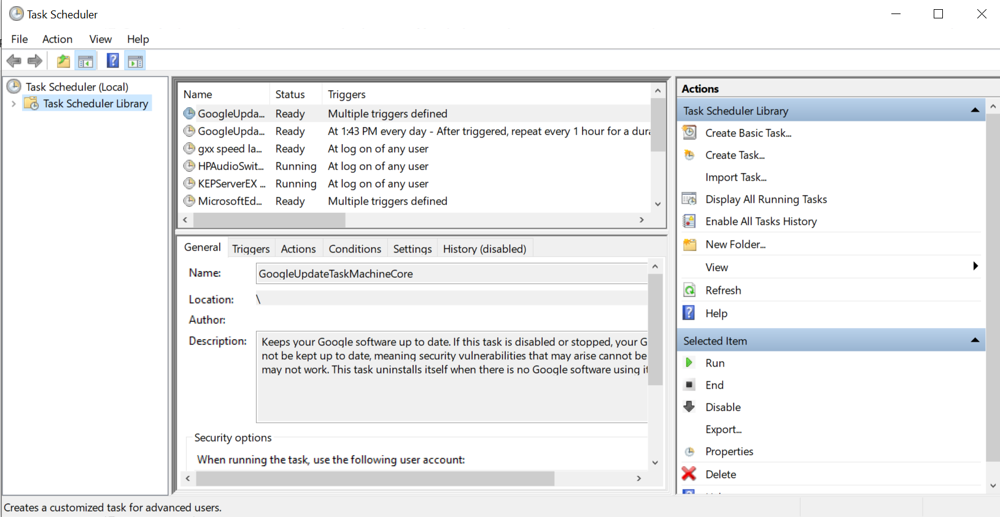 Task Scheduler
File Action View Help
Task Scheduler (Local)
Task Scheduler Library
Name Status Triggers
GoogleUpda... Ready Multiple triggers defined
GoogleUpda... Ready At 1:43 PM every day - After triggered, repeat every 1 hour for a dura
gxx speed la... Ready At log on of any user
HPAudioSwit... Running At log on of any user
KEPServerEX ... Running At log on of any user
MicrosoftEd... Ready Multiple triggers defined
General Triggers Actions Conditions Settings History (disabled)
Name: GoogleUpdateTaskMachineCore
Location: \
Author:
Description: Keeps your Google software up to date. If this task is disabled or stopped, your G
not be kept up to date, meaning security vulnerabilities that may arise cannot be
may not work. This task uninstalls itself when there is no Google software using it
Security options
When running the task, use the following user account:
Actions
Task Scheduler Library
Create Basic Task...
Create Task...
Import Task...
Display All Running Tasks
Enable All Tasks History
New Folder...
View
Refresh
Help
Selected Item
Run
End
Disable
Export...
Properties
Delete
Creates a customized task for advanced users.